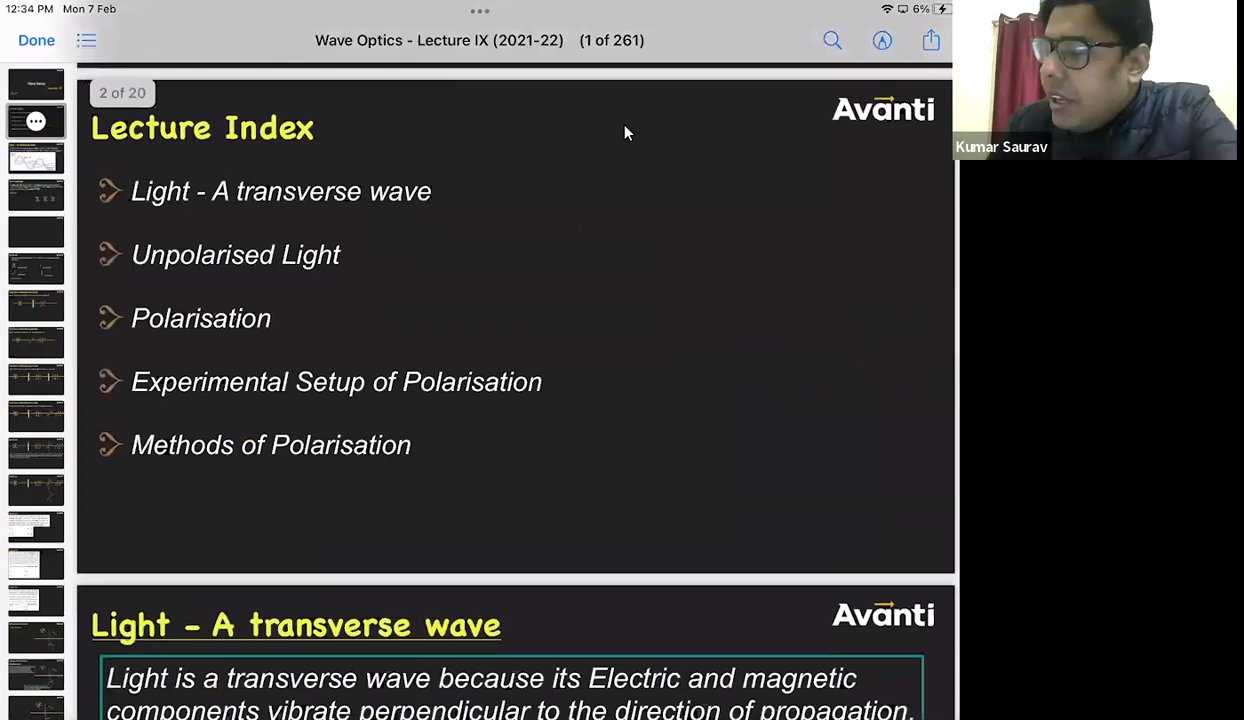 12:34 PM Mon 7 Feb
6%
Done
Wave Optics - Lecture IX (2021-22) (1 of 261)
2 of 20
Avanti
Lecture Index
Kumar Saurav
Light - A transverse wave
Unpolarised Light
Polarisation
Experimental Setup of Polarisation
Methods of Polarisation
Light - A transverse wave
Avanti
Light is a transverse wave because its Electric and magnetic
components vibrate perpendicular to the direction of propagation.